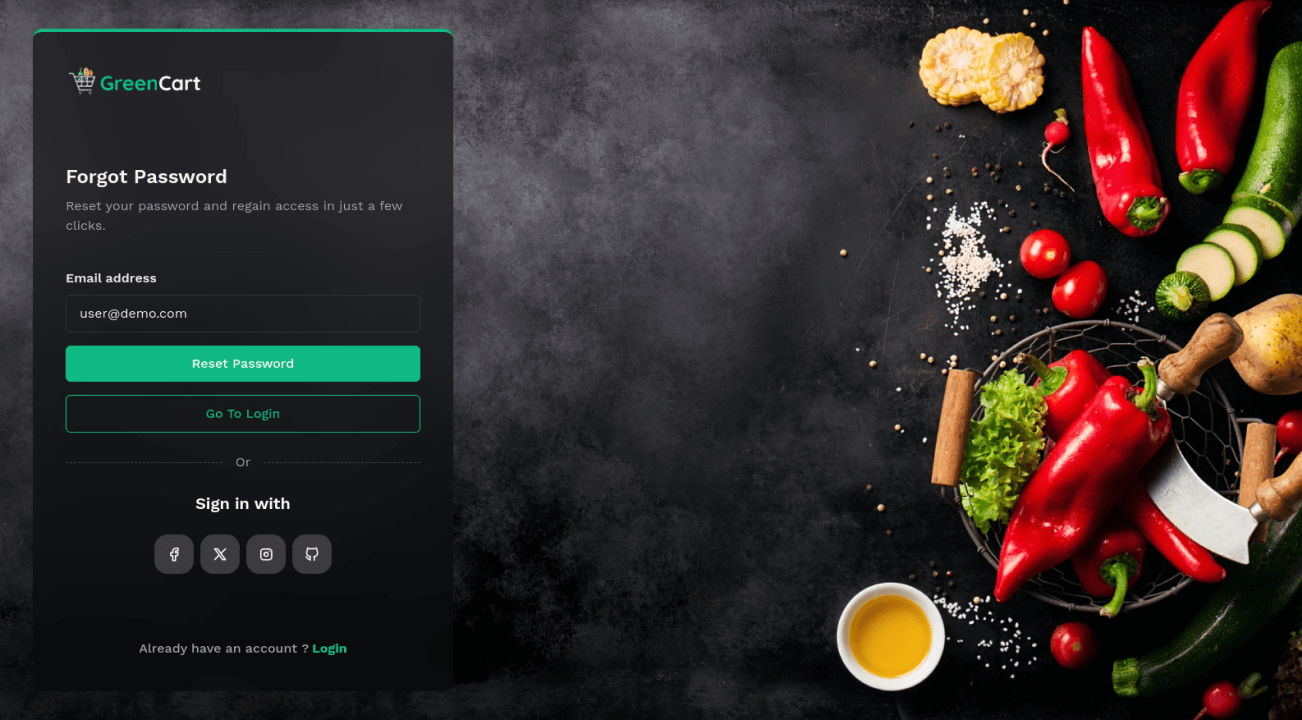 GreenCart
Forgot Password
Reset your password and regain access in just a few
clicks.
Email address
user@demo.com
Reset Password
Go To Login
Or
Sign in with
Already have an account ? Login